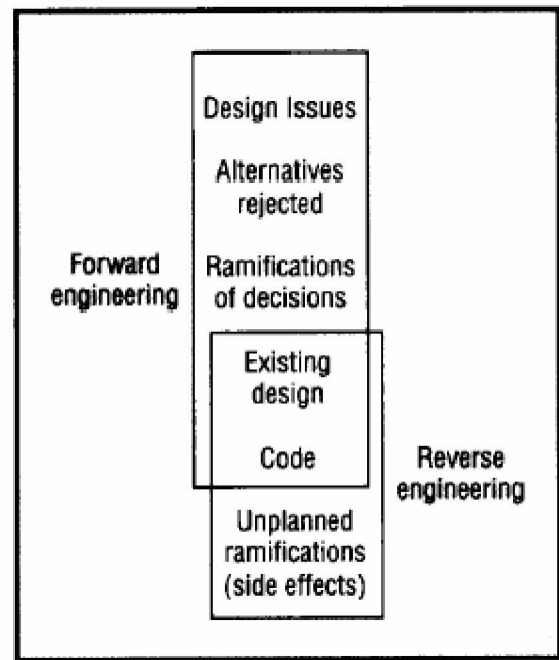 Design Issues
Alternatives
rejected
Forward
engineering
Ramifications
of decisions
Existing
design
Code
Reverse
engineering
Unplanned
ramifications
(side effects)